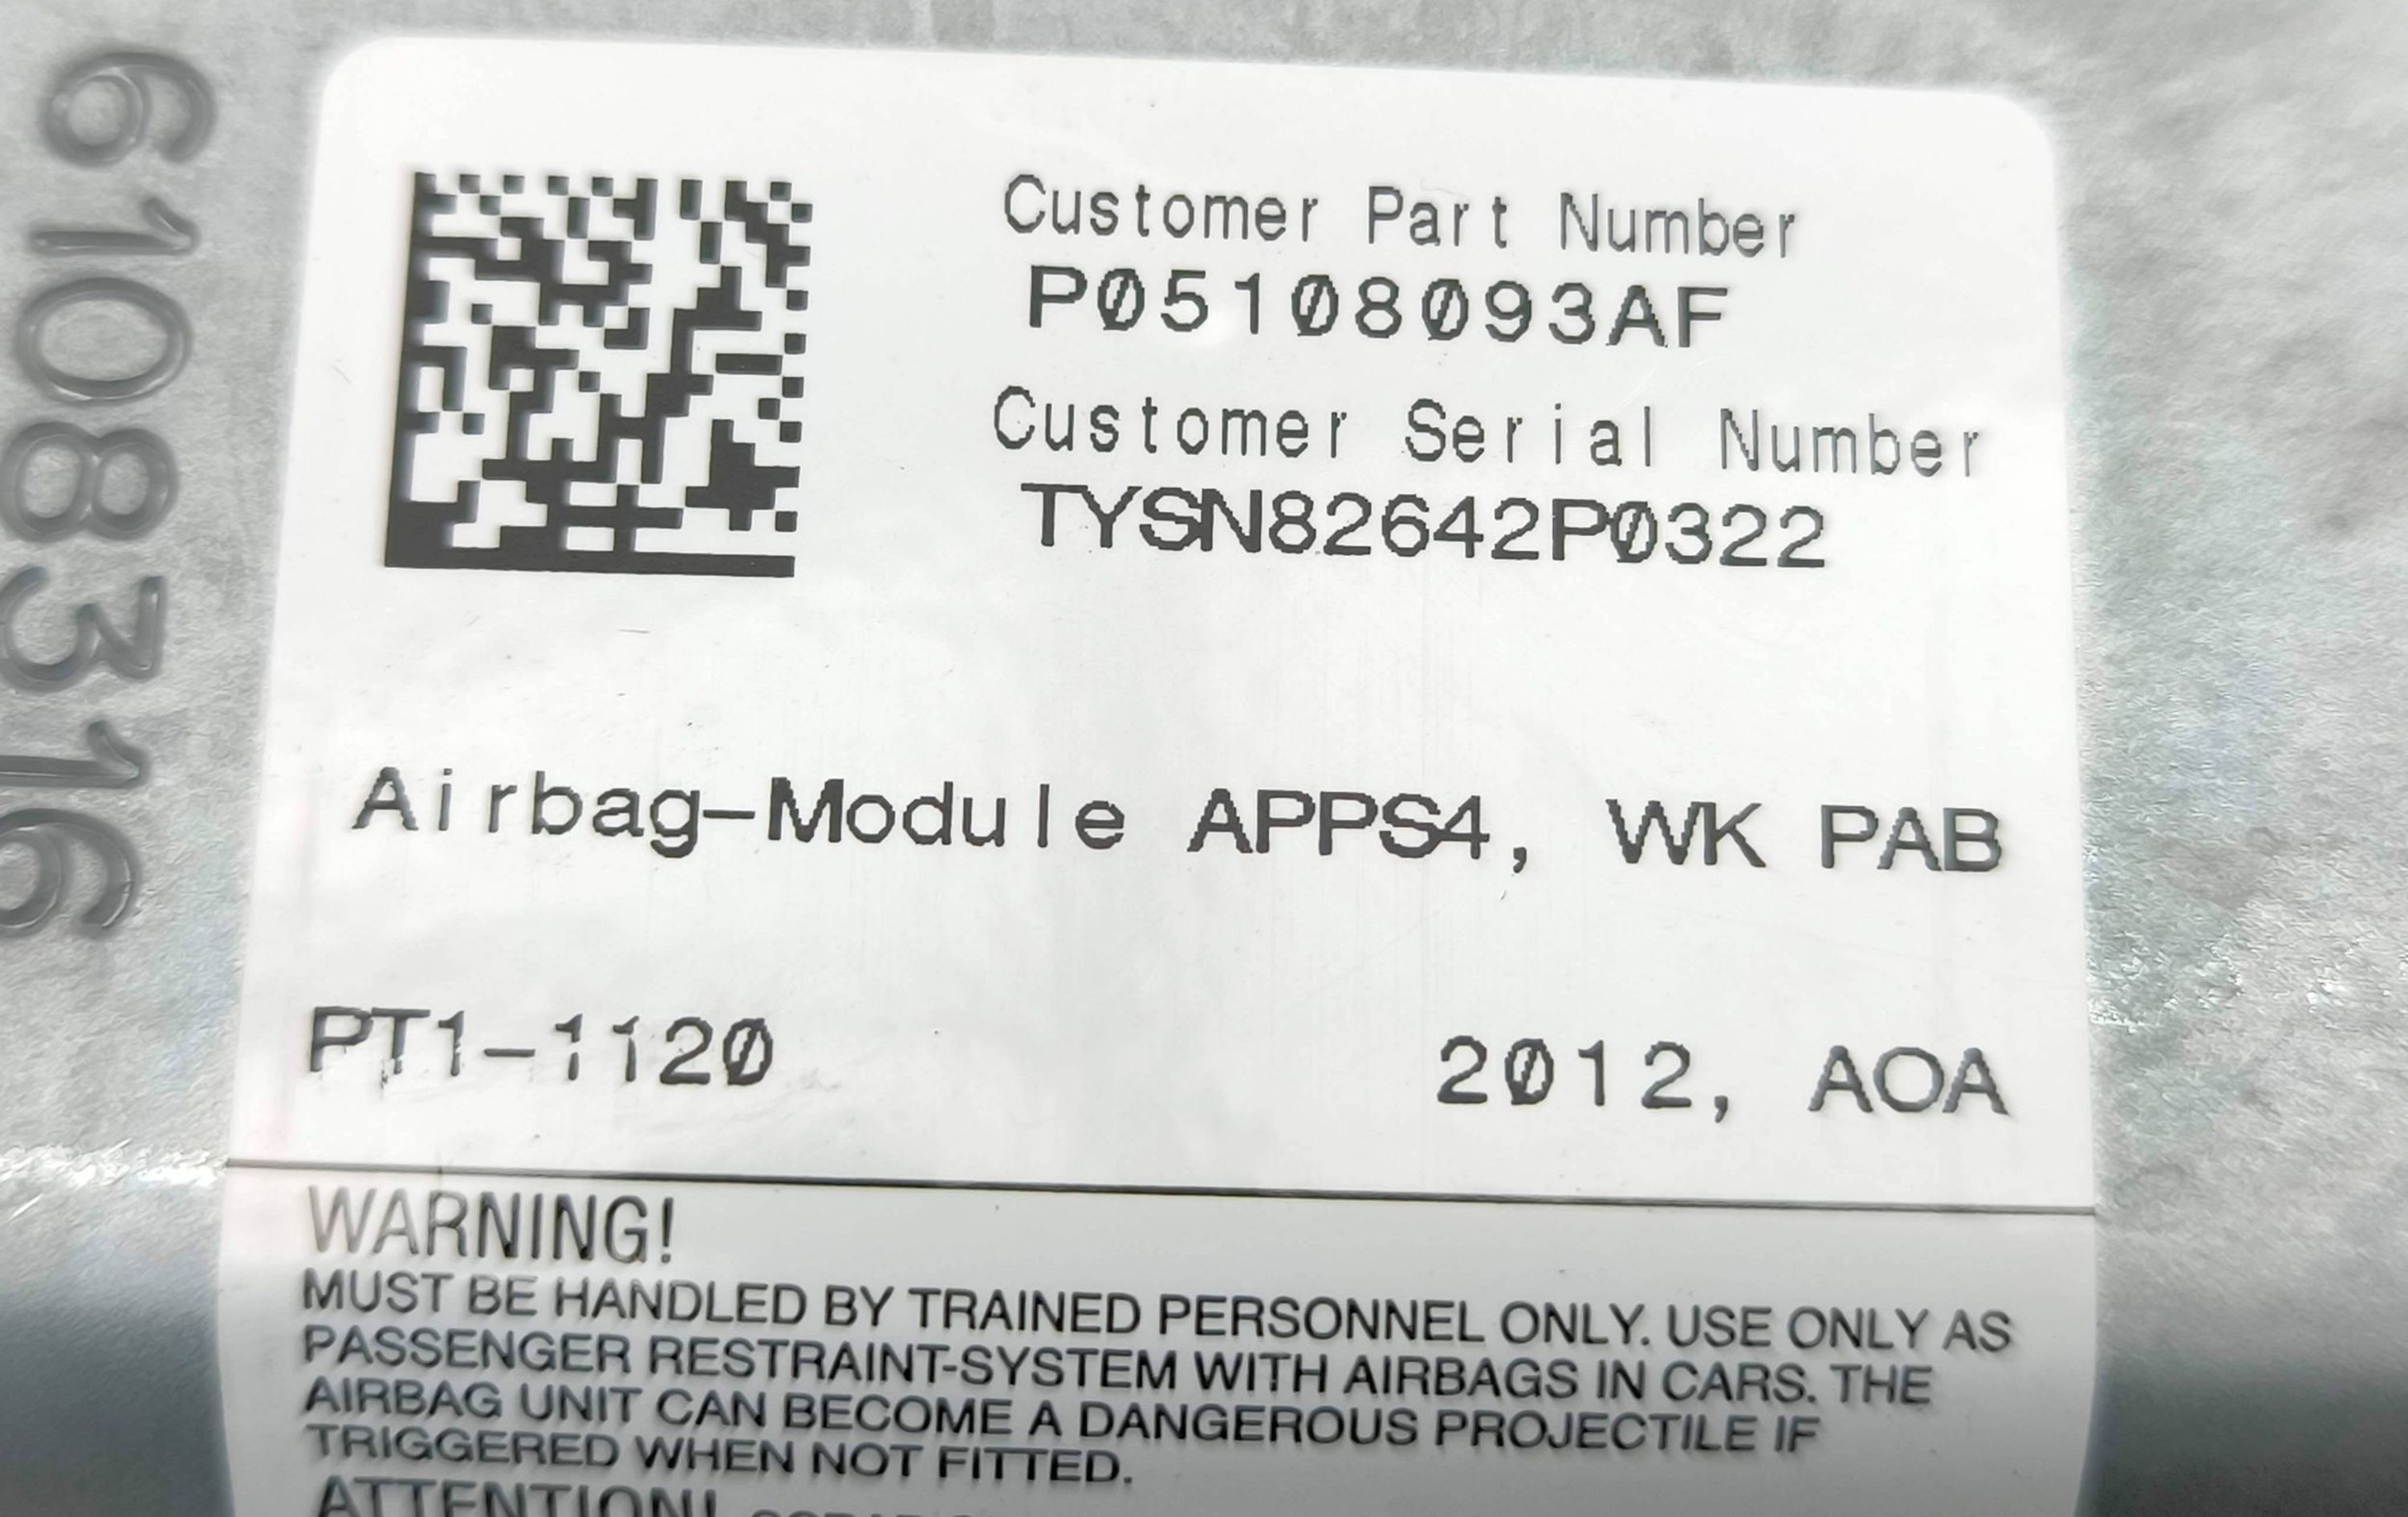 6108316
Customer Part Number
P05108093AF
Customer Serial Number
TYSN82642P0322
Airbag-Module APPS4, WK PAB
PT1-1120
2012, AOA
WARNING!
MUST BE HANDLED BY TRAINED PERSONNEL ONLY. USE ONLY AS
PASSENGER RESTRAINT-SYSTEM WITH AIRBAGS IN CARS. THE
AIRBAG UNIT CAN BECOME A DANGEROUS PROJECTILE IF
TRIGGERED WHEN NOT FITTED.
ATTENTION!